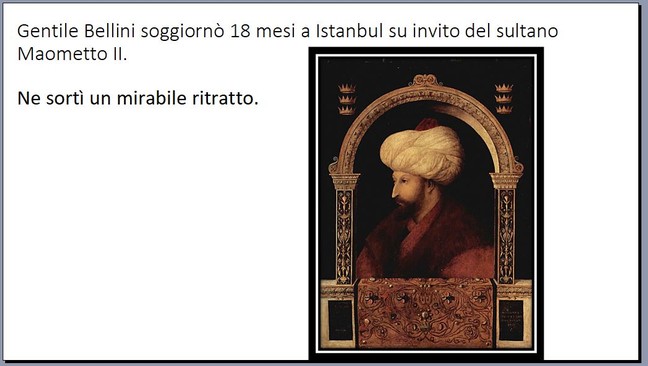 Gentile Bellini soggiornò 18 mesi a Istanbul su invito del sultano
Maometto II.
Ne sortì un mirabile ritratto.